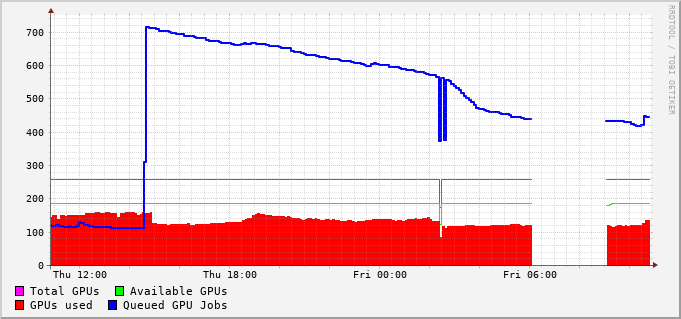 RRDTOOL / TOBI OETIKER
700
600
500
400
300
200
100
0
Thu 12:00 Thu 18:00 Fri 00:00 Fri 06:00
Total GPUs Available GPUs
GPUs used Queued GPU Jobs